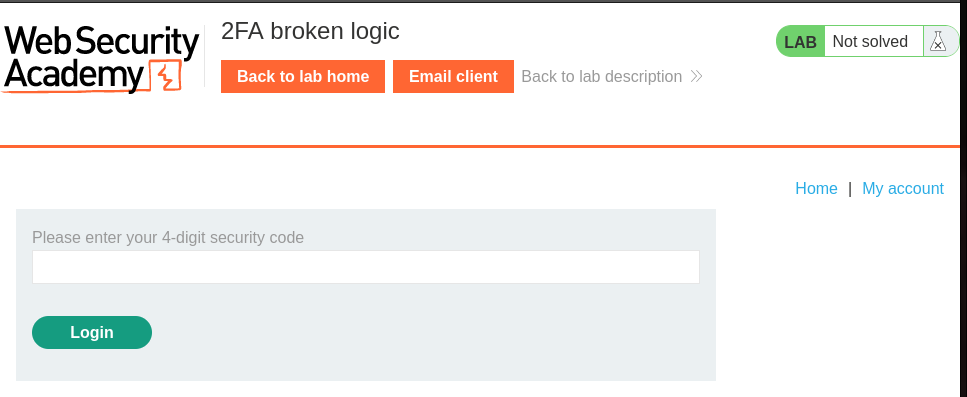 Web Security
Academy
2FA broken logic
Back to lab home
Email client
Back to lab description
LAB
Not solved
Home | My account
Please enter your 4-digit security code
Login